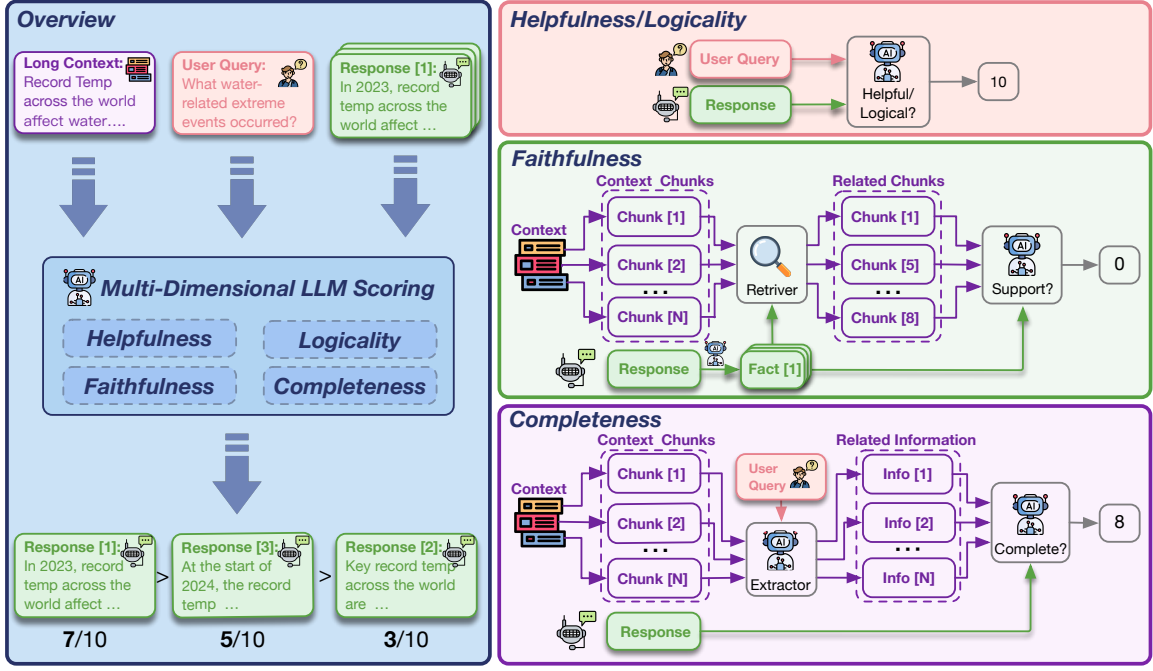 Overview
Long Context:
Record Temp
across the world
affect water....
User Query:
What water-
related extreme
events occurred?
Response [1]:
In 2023, record
temp across the
world affect ...
AI
Multi-Dimensional LLM Scoring
Helpfulness
Logicality
Faithfulness
Completeness
Response [1]:
In 2023, record
temp across the
world affect ...
>
Response [3]:
At the start of
2024, the record
temp ...
>
Response [2]:
Key record temp
across the world
are ...
7/10
5/10
3/10
Helpfulness/Logicality
User Query
Response
AI
Helpful/
Logical?
10
Faithfulness
Context Chunks
Related Chunks
Context
Chunk [1]
Chunk [2]
...
Chunk [N]
Retriver
Chunk [1]
Chunk [5]
...
Chunk [8]
AI
Support?
0
Response
AI
Fact [1]
Completeness
Context Chunks
Related Information
Context
Chunk [1]
Chunk [2]
...
Chunk [N]
User
Query
AI
Extractor
Info [1]
Info [2]
...
Info [N]
AI
Complete?
8
Response